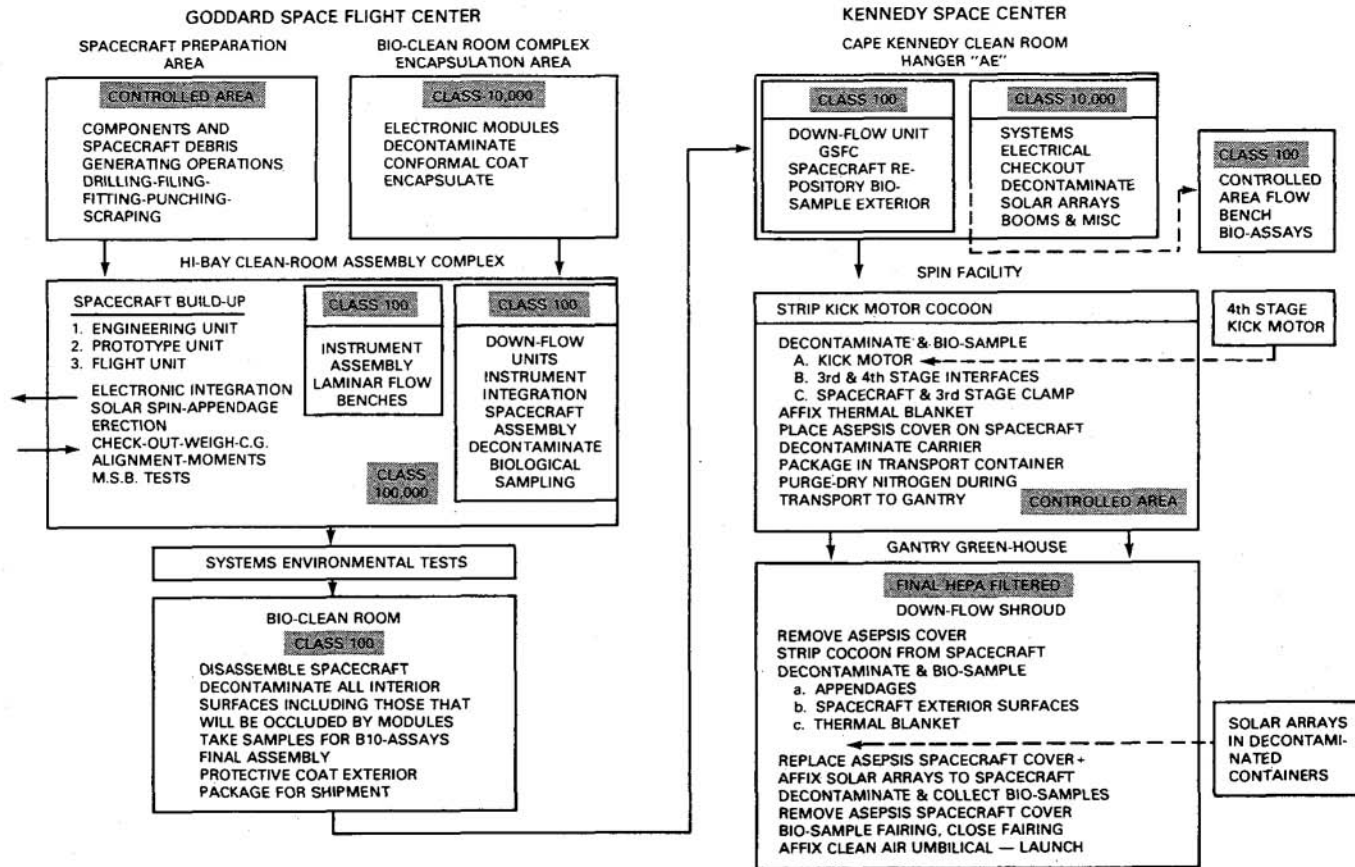 GODDARD SPACE FLIGHT CENTER
SPACECRAFT PREPARATION
AREA
CONTROLLED AREA
COMPONENTS AND
SPACECRAFT DEBRIS
GENERATING OPERATIONS
DRILLING-FILING-
FITTING-PUNCHING-
SCRAPING
BIO-CLEAN ROOM COMPLEX
ENCAPSULATION AREA
CLASS 10,000
ELECTRONIC MODULES
DECONTAMINATE
CONFORMAL COAT
ENCAPSULATE
HI-BAY CLEAN-ROOM ASSEMBLY COMPLEX
SPACECRAFT BUILD-UP
1. ENGINEERING UNIT
2. PROTOTYPE UNIT
3. FLIGHT UNIT
ELECTRONIC INTEGRATION
SOLAR SPIN-APPENDAGE
ERECTION
CHECK-OUT-WEIGH-C.G.
ALIGNMENT-MOMENTS
M.S.B. TESTS
CLASS 100
INSTRUMENT
ASSEMBLY
LAMINAR FLOW
BENCHES
CLASS
100,000
CLASS 100
DOWN-FLOW
UNITS
INSTRUMENT
INTEGRATION
SPACECRAFT
ASSEMBLY
DECONTAMINATE
BIOLOGICAL
SAMPLING
SYSTEMS ENVIRONMENTAL TESTS
BIO-CLEAN ROOM
CLASS 100
DISASSEMBLE SPACECRAFT
DECONTAMINATE ALL INTERIOR
SURFACES INCLUDING THOSE THAT
WILL BE OCCLUDED BY MODULES
TAKE SAMPLES FOR B10-ASSAYS
FINAL ASSEMBLY
PROTECTIVE COAT EXTERIOR
PACKAGE FOR SHIPMENT
KENNEDY SPACE CENTER
CAPE KENNEDY CLEAN ROOM
HANGER "AE"
CLASS 100
DOWN-FLOW UNIT
GSFC
SPACECRAFT RE-
POSITORY BIO-
SAMPLE EXTERIOR
CLASS 10,000
SYSTEMS
ELECTRICAL
CHECKOUT
DECONTAMINATE
SOLAR ARRAYS
BOOMS & MISC
CLASS 100
CONTROLLED
AREA FLOW
BENCH
BIO-ASSAYS
SPIN FACILITY
STRIP KICK MOTOR COCOON
DECONTAMINATE & BIO-SAMPLE
A. KICK MOTOR
B. 3rd & 4th STAGE INTERFACES
C. SPACECRAFT & 3rd STAGE CLAMP
AFFIX THERMAL BLANKET
PLACE ASEPSIS COVER ON SPACECRAFT
DECONTAMINATE CARRIER
PACKAGE IN TRANSPORT CONTAINER
PURGE-DRY NITROGEN DURING
TRANSPORT TO GANTRY
CONTROLLED AREA
4th STAGE
KICK MOTOR
GANTRY GREEN-HOUSE
FINAL HEPA FILTERED
DOWN-FLOW SHROUD
REMOVE ASEPSIS COVER
STRIP COCOON FROM SPACECRAFT
DECONTAMINATE & BIO-SAMPLE
a. APPENDAGES
b. SPACECRAFT EXTERIOR SURFACES
c. THERMAL BLANKET
REPLACE ASEPSIS SPACECRAFT COVER +
AFFIX SOLAR ARRAYS TO SPACECRAFT
DECONTAMINATE & COLLECT BIO-SAMPLES
REMOVE ASEPSIS SPACECRAFT COVER
BIO-SAMPLE FAIRING, CLOSE FAIRING
AFFIX CLEAN AIR UMBILICAL — LAUNCH
SOLAR ARRAYS
IN DECONTAMI-
NATED
CONTAINERS